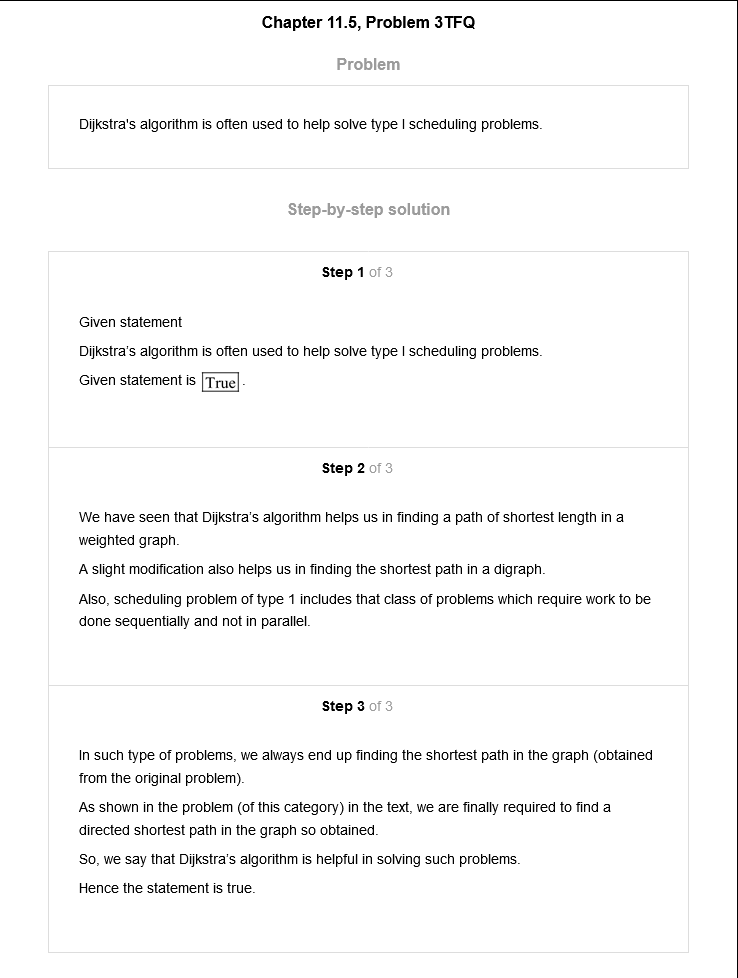 Chapter 11.5, Problem 3TFQ
Problem
Dijkstra's algorithm is often used to help solve type I scheduling problems.
Step-by-step solution
Step 1 of 3
Given statement
Dijkstra's algorithm is often used to help solve type I scheduling problems.
Given statement is True.
Step 2 of 3
We have seen that Dijkstra's algorithm helps us in finding a path of shortest length in a
weighted graph.
A slight modification also helps us in finding the shortest path in a digraph.
Also, scheduling problem of type 1 includes that class of problems which require work to be
done sequentially and not in parallel.
Step 3 of 3
In such type of problems, we always end up finding the shortest path in the graph (obtained
from the original problem).
As shown in the problem (of this category) in the text, we are finally required to find a
directed shortest path in the graph so obtained.
So, we say that Dijkstra's algorithm is helpful in solving such problems.
Hence the statement is true.